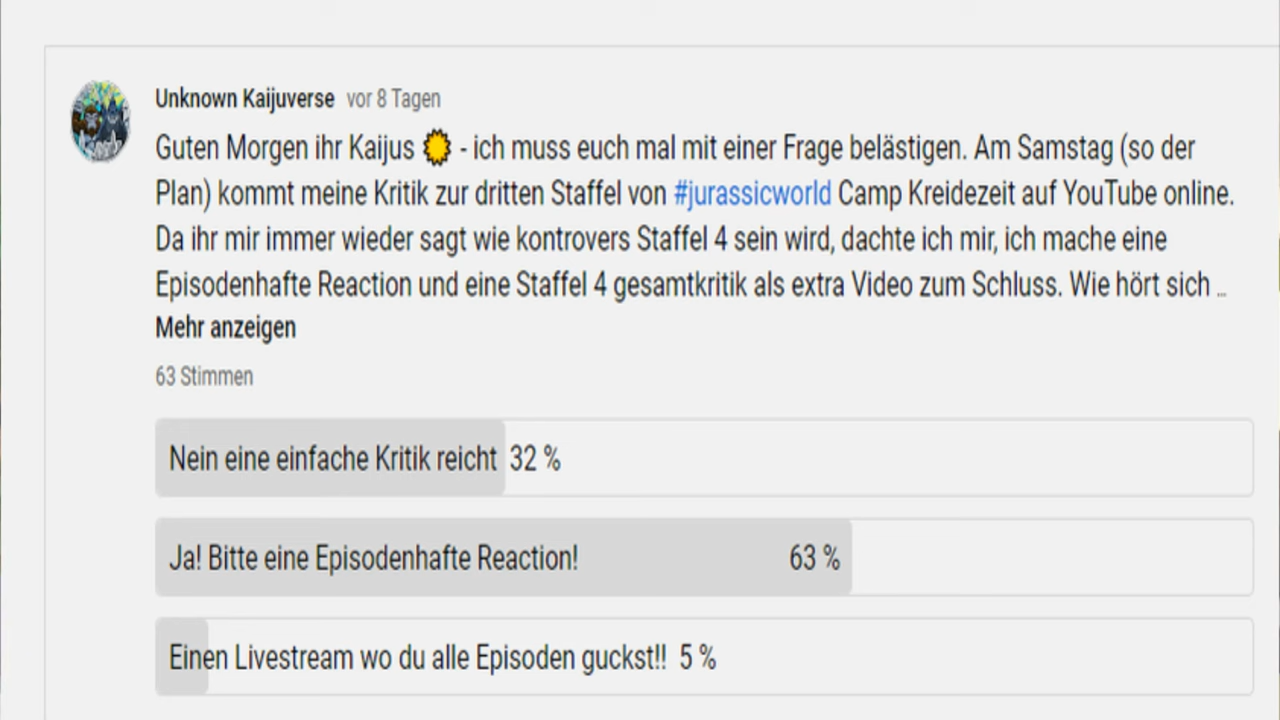 Unknown Kaijuverse vor 8 Tagen
Guten Morgen ihr Kaijus - ich muss euch mal mit einer Frage belästigen. Am Samstag (so der
Plan) kommt meine Kritik zur dritten Staffel von #jurassicworld Camp Kreidezeit auf YouTube online.
Da ihr mir immer wieder sagt wie kontrovers Staffel 4 sein wird, dachte ich mir, ich mache eine
Episodenhafte Reaction und eine Staffel 4 gesamtkritik als extra Video zum Schluss. Wie hört sich ...
Mehr anzeigen
63 Stimmen
Nein eine einfache Kritik reicht 32 %
Ja! Bitte eine Episodenhafte Reaction! 63 %
Einen Livestream wo du alle Episoden guckst!! 5 %